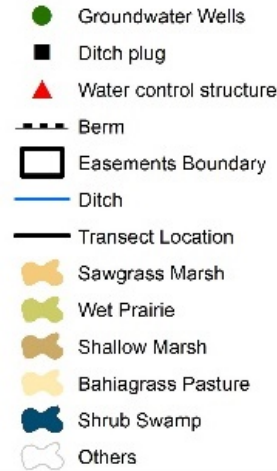 Groundwater Wells
Ditch plug
Water control structure
Berm
Easements Boundary
Ditch
Transect Location
Sawgrass Marsh
Wet Prairie
Shallow Marsh
Bahiagrass Pasture
Shrub Swamp
Others